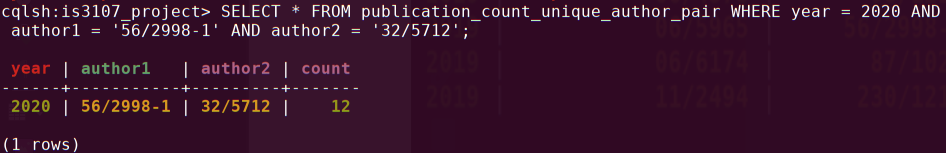 cqlsh:is3107_project> SELECT * FROM publication_count_unique_author_pair WHERE year = 2020 AND
author1 = '56/2998-1' AND author2 = '32/5712';
year | author1 | author2 | count
------+-----------+---------+-------
2020 | 56/2998-1 | 32/5712 | 12
(1 rows)